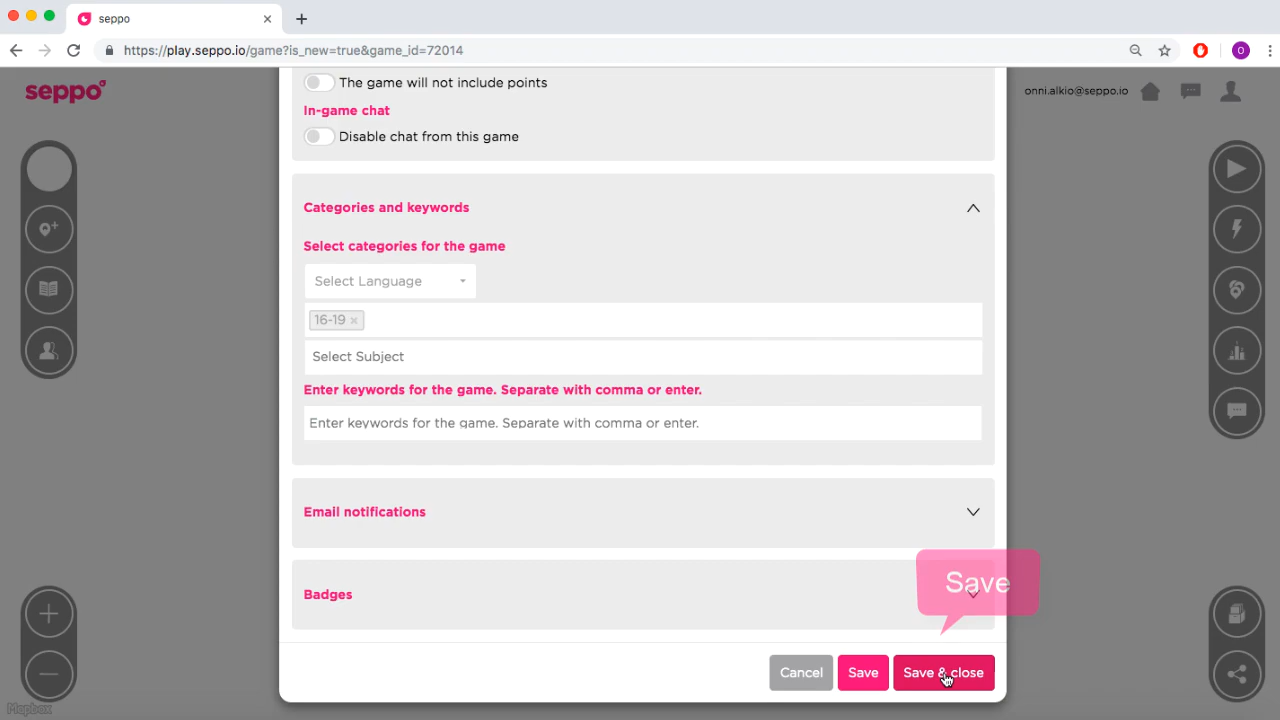 seppo
https://play.seppo.io/game?is_new=true&game_id=72014
O
seppo
onni.alkio@seppo.io
The game will not include points
In-game chat
Disable chat from this game
Categories and keywords
Select categories for the game
Select Language
16-19 ×
Select Subject
Enter keywords for the game. Separate with comma or enter.
Enter keywords for the game. Separate with comma or enter.
Email notifications
Save
Badges
Cancel
Save
Save & close
Mapbox